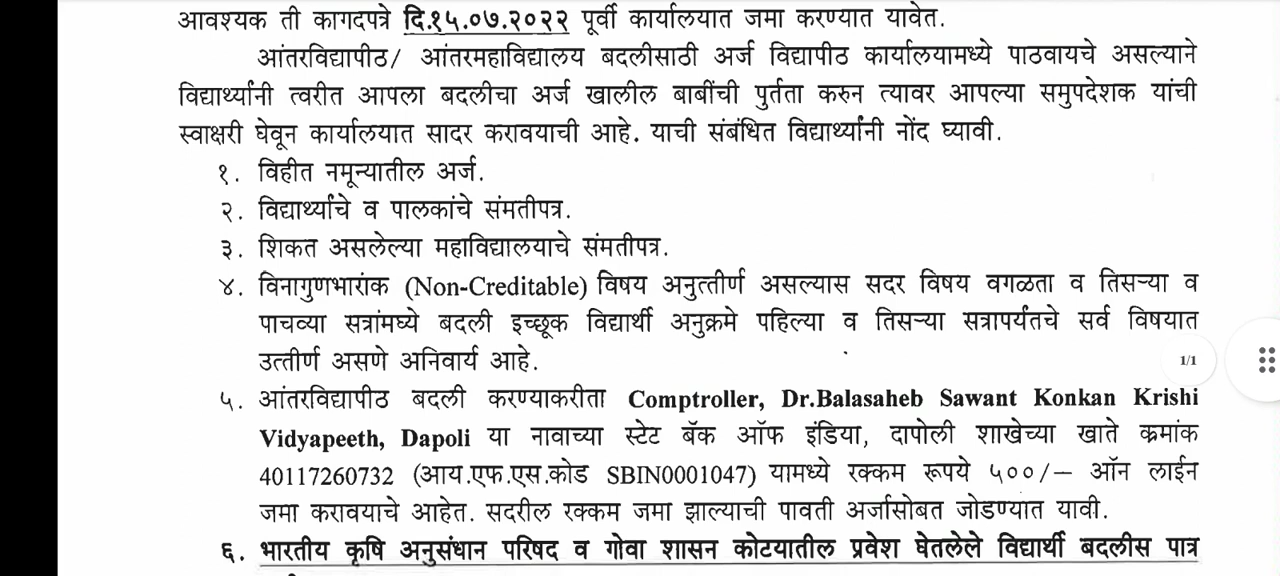 आवश्यक ती कागदपत्रे दि.१५.०७.२०२२ पूर्वी कार्यालयात जमा करण्यात यावेत.
आंतरविद्यापीठ/ आंतरमहाविद्यालय बदलीसाठी अर्ज विद्यापीठ कार्यालयामध्ये पाठवायचे असल्याने
विद्यार्थ्यांनी त्वरीत आपला बदलीचा अर्ज खालील बाबींची पुर्तता करुन त्यावर आपल्या समुपदेशक यांची
स्वाक्षरी घेवून कार्यालयात सादर करावयाची आहे. याची संबंधित विद्यार्थ्यांनी नोंद घ्यावी.
१. विहीत नमून्यातील अर्ज.
२. विद्यार्थ्यांचे व पालकांचे संमतीपत्र.
३. शिकत असलेल्या महाविद्यालयाचे संमतीपत्र.
४. विनागुणभारांक (Non-Creditable) विषय अनुत्तीर्ण असल्यास सदर विषय वगळता व तिसऱ्या व
पाचव्या सत्रांमध्ये बदली इच्छूक विद्यार्थी अनुक्रमे पहिल्या व तिसऱ्या सत्रापर्यंतचे सर्व विषयात
उत्तीर्ण असणे अनिवार्य आहे.
1/1
५. आंतरविद्यापीठ बदली करण्याकरीता Comptroller, Dr.Balasaheb Sawant Konkan Krishi
Vidyapeeth, Dapoli या नावाच्या स्टेट बॅक ऑफ इंडिया, दापोली शाखेच्या खाते क्रमांक
40117260732 (आय.एफ.एस.कोड SBIN0001047) यामध्ये रक्कम रूपये ५००/– ऑन लाईन
जमा करावयाचे आहेत. सदरील रक्कम जमा झाल्याची पावती अर्जासोबत जोडण्यात यावी.
६. भारतीय कृषि अनुसंधान परिषद व गोवा शासन कोटयातील प्रवेश घेतलेले विद्यार्थी बदलीस पात्र